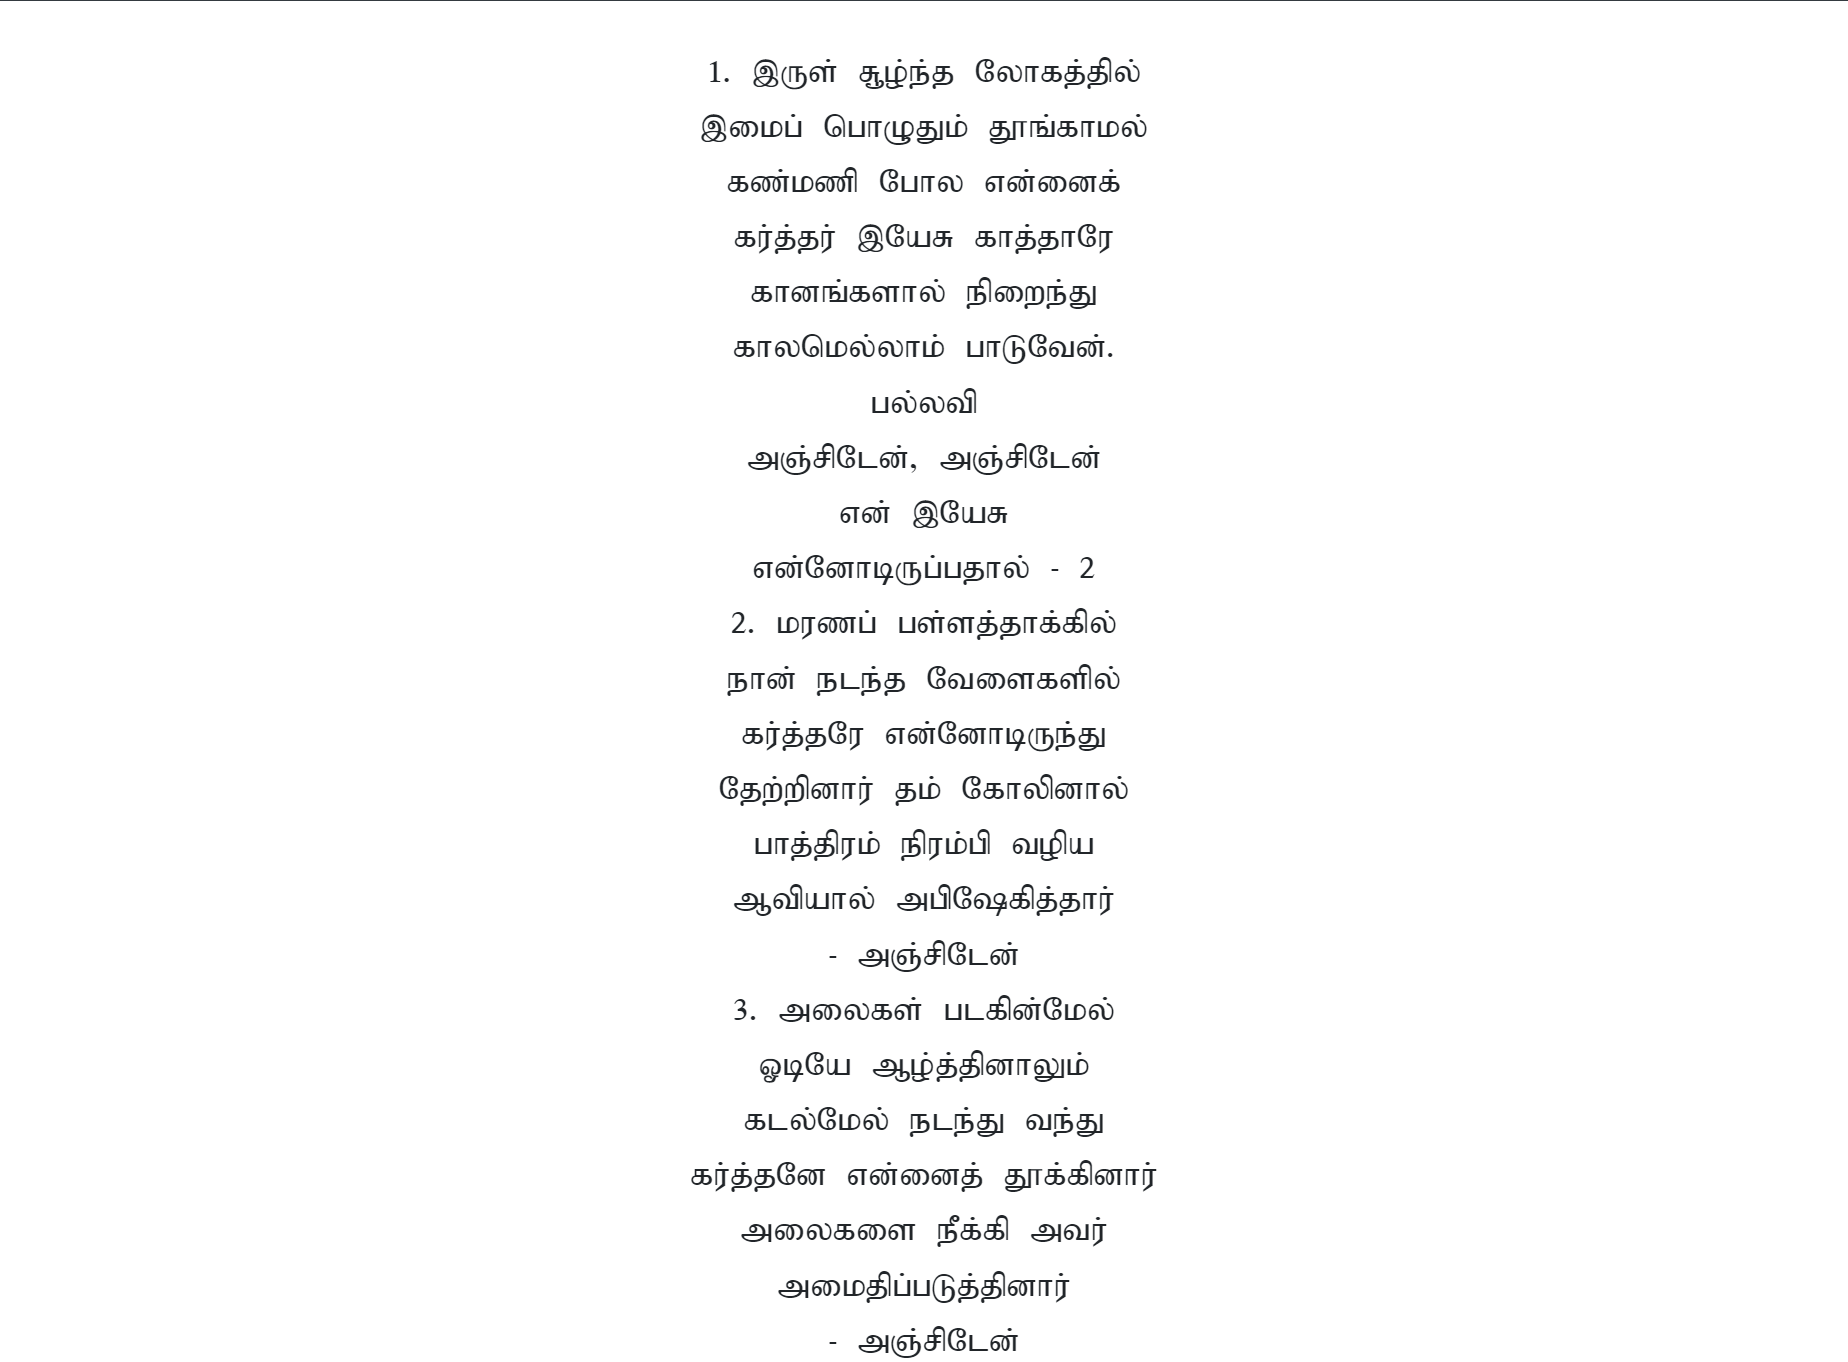 1. இருள் சூழ்ந்த லோகத்தில்
இமைப் பொழுதும் தூங்காமல்
கண்மணி போல என்னைக்
கர்த்தர் இயேசு காத்தாரே
கானங்களால் நிறைந்து
காலமெல்லாம் பாடுவேன்.
பல்லவி
அஞ்சிடேன், அஞ்சிடேன்
என் இயேசு
என்னோடிருப்பதால் - 2
2. மரணப் பள்ளத்தாக்கில்
நான் நடந்த வேளைகளில்
கர்த்தரே என்னோடிருந்து
தேற்றினார் தம் கோலினால்
பாத்திரம் நிரம்பி வழிய
ஆவியால் அபிஷேகித்தார்
- அஞ்சிடேன்
3. அலைகள் படகின்மேல்
ஓடியே ஆழ்த்தினாலும்
கடல்மேல் நடந்து வந்து
கர்த்தனே என்னைத் தூக்கினார்
அலைகளை நீக்கி அவர்
அமைதிப்படுத்தினார்
- அஞ்சிடேன்